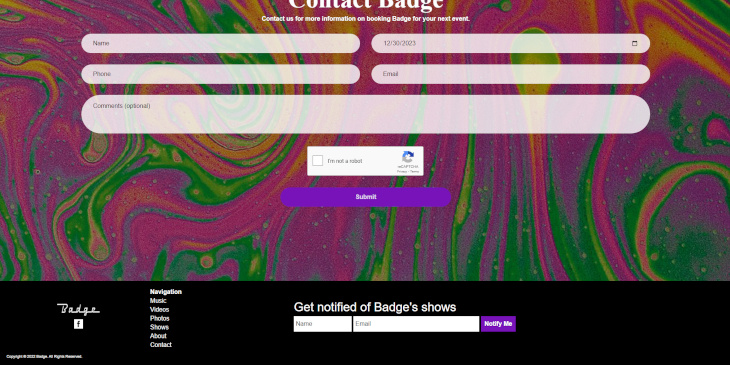 Contact Badge
Contact us for more information on booking Badge for your next event.
Name
12/30/2023
Phone
Email
Comments (optional)
I'm not a robot
reCAPTCHA
Privacy - Terms
Submit
Badge
f
Navigation
Music
Videos
Photos
Shows
About
Contact
Get notified of Badge's shows
Name
Email
Notify Me
Copyright © 2022 Badge. All Rights Reserved.